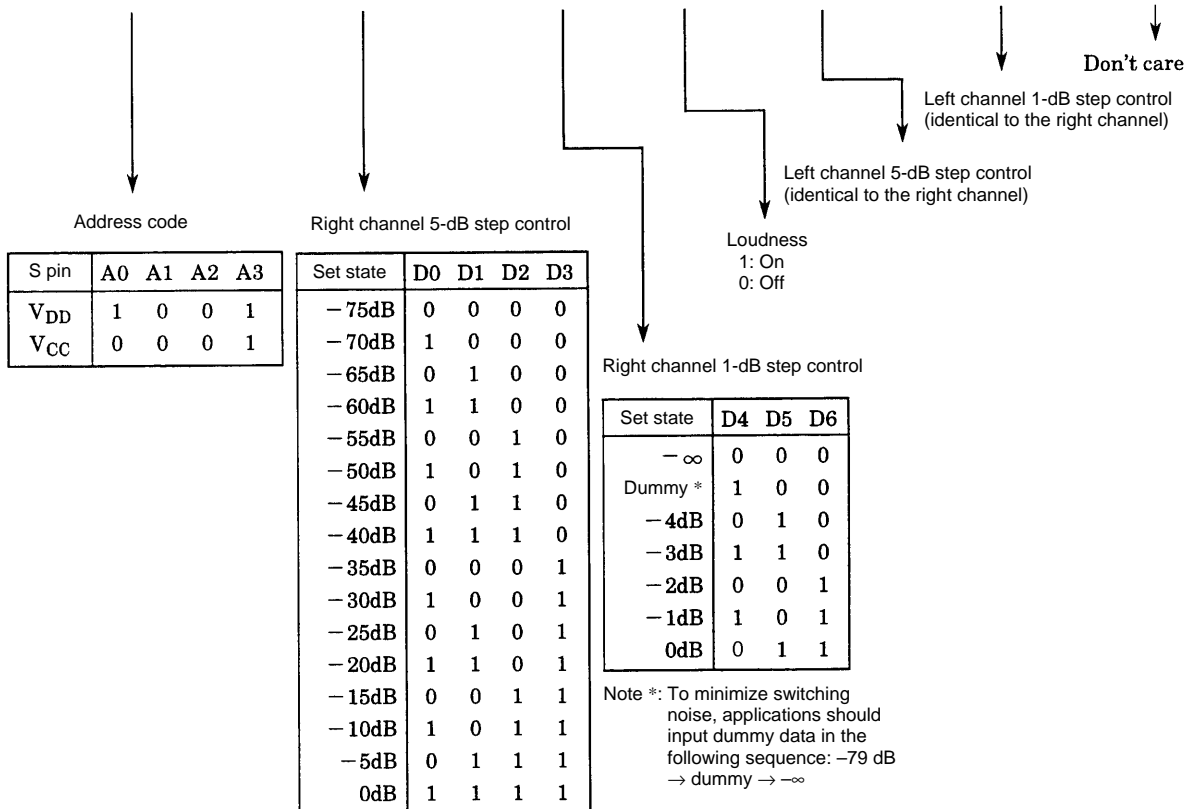 Don't care
Left channel 1-dB step control
(identical to the right channel)
Left channel 5-dB step control
(identical to the right channel)
Loudness
1: On
0: Off
Address code
S pin A0 A1 A2 A3
VDD 1 0 0 1
VCC 0 0 0 1
Right channel 5-dB step control
Set state D0 D1 D2 D3
−75dB 0 0 0 0
−70dB 1 0 0 0
−65dB 0 1 0 0
−60dB 1 1 0 0
−55dB 0 0 1 0
−50dB 1 0 1 0
−45dB 0 1 1 0
−40dB 1 1 1 0
−35dB 0 0 0 1
−30dB 1 0 0 1
−25dB 0 1 0 1
−20dB 1 1 0 1
−15dB 0 0 1 1
−10dB 1 0 1 1
−5dB 0 1 1 1
0dB 1 1 1 1
Right channel 1-dB step control
Set state D4 D5 D6
−∞ 0 0 0
Dummy * 1 0 0
−4dB 0 1 0
−3dB 1 1 0
−2dB 0 0 1
−1dB 1 0 1
0dB 0 1 1
Note *: To minimize switching
noise, applications should
input dummy data in the
following sequence: –79 dB
→ dummy → –∞